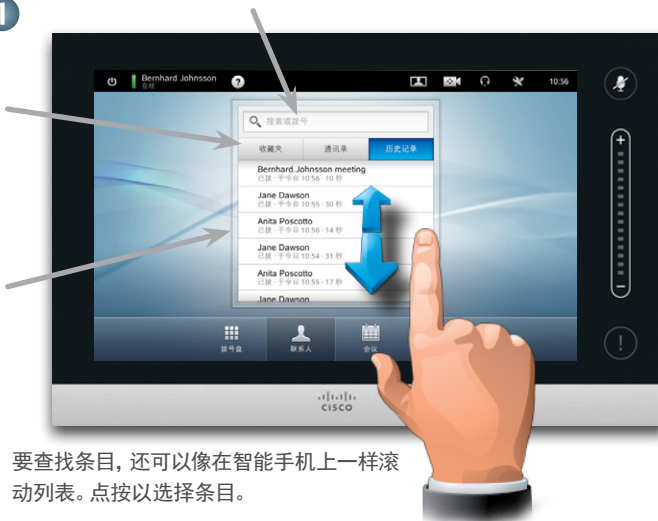 1
Bernhard Johnsson
在线
?
10:56
搜索或拨号
收藏夹 通讯录 历史记录
Bernhard.Johnsson meeting
已拨 · 于今日 10:56 · 10 秒
Jane Dawson
已拨 · 于今日 10:55 · 30 秒
Anita Poscotto
已拨 · 于今日 10:56 · 14 秒
Jane Dawson
已拨 · 于今日 10:54 · 31 秒
Anita Poscotto
已拨 · 于今日 10:55 · 17 秒
Jane Dawson
拨号盘 联系人 会议
CISCO
要查找条目，还可以像在智能手机上一样滚
动列表。点按以选择条目。